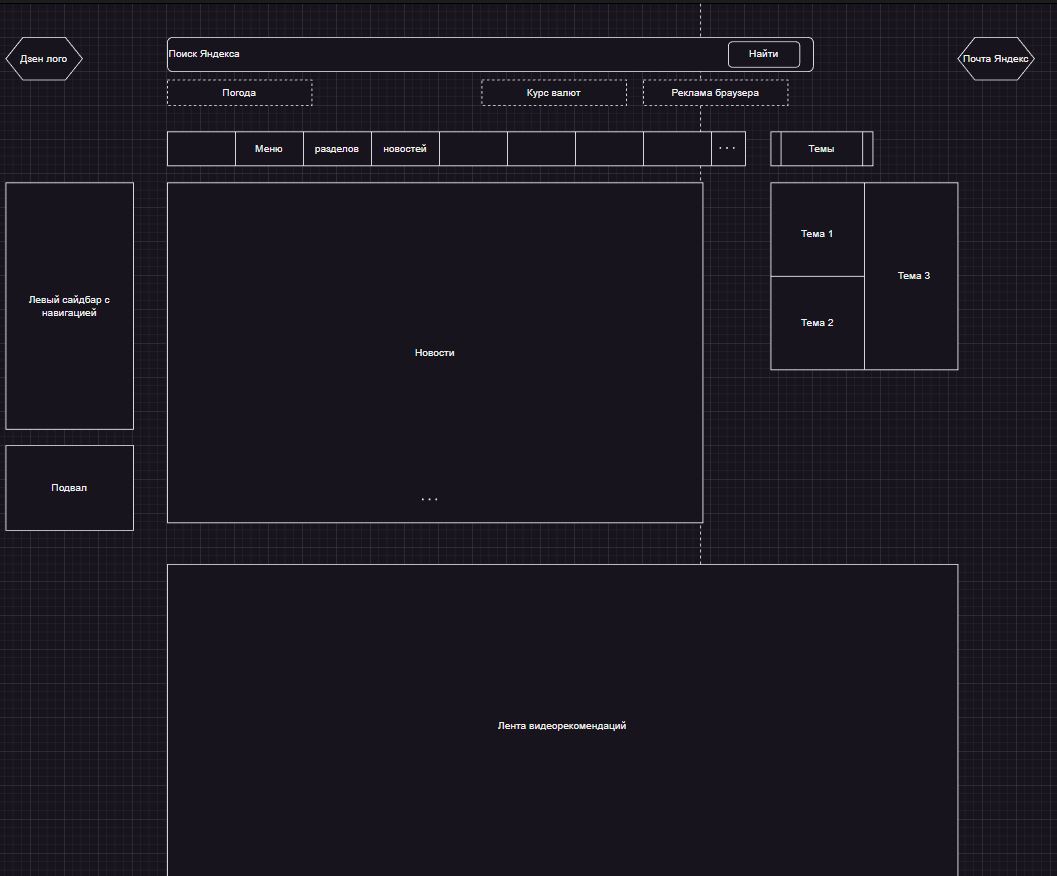 Дзен лого
Поиск Яндекса
Найти
Почта Яндекс
Погода
Курс валют
Реклама браузера
Меню
разделов
новостей
...
Темы
Левый сайдбар с
навигацией
Новости
...
Тема 1
Тема 2
Тема 3
Подвал
Лента видеорекомендаций